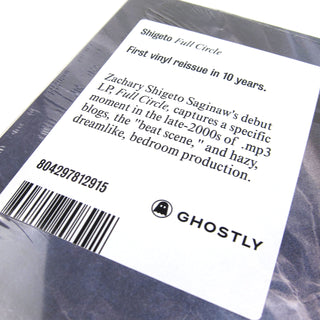 Shigeto Full Circle
First vinyl reissue in 10 years.
Zachary Shigeto Saginaw's debut
LP, Full Circle, captures a specific
moment in the late-2000s of .mp3
blogs, the "beat scene," and hazy,
dreamlike, bedroom production.
804297812915
GHOSTLY